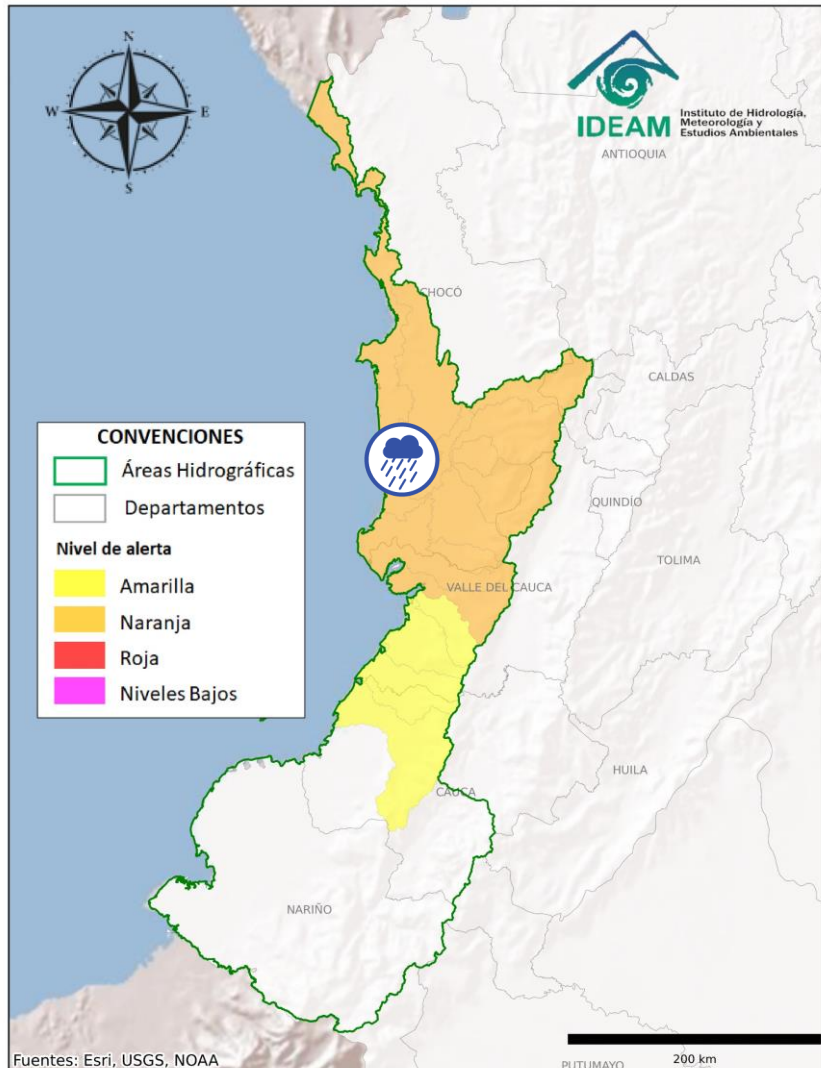 N
W
E
S
IDEAM
Instituto de Hidrología,
Meteorología y
Estudios Ambientales
ANTIOQUIA
CHOCÓ
CALDAS
CONVENCIONES
Áreas Hidrográficas
Departamentos
Nivel de alerta
Amarilla
Naranja
Roja
Niveles Bajos
QUINDÍO
TOLIMA
VALLE DEL CAUCA
HUILA
CAUCA
NARIÑO
Fuentes: Esri, USGS, NOAA
PUTUMAYO
200 km